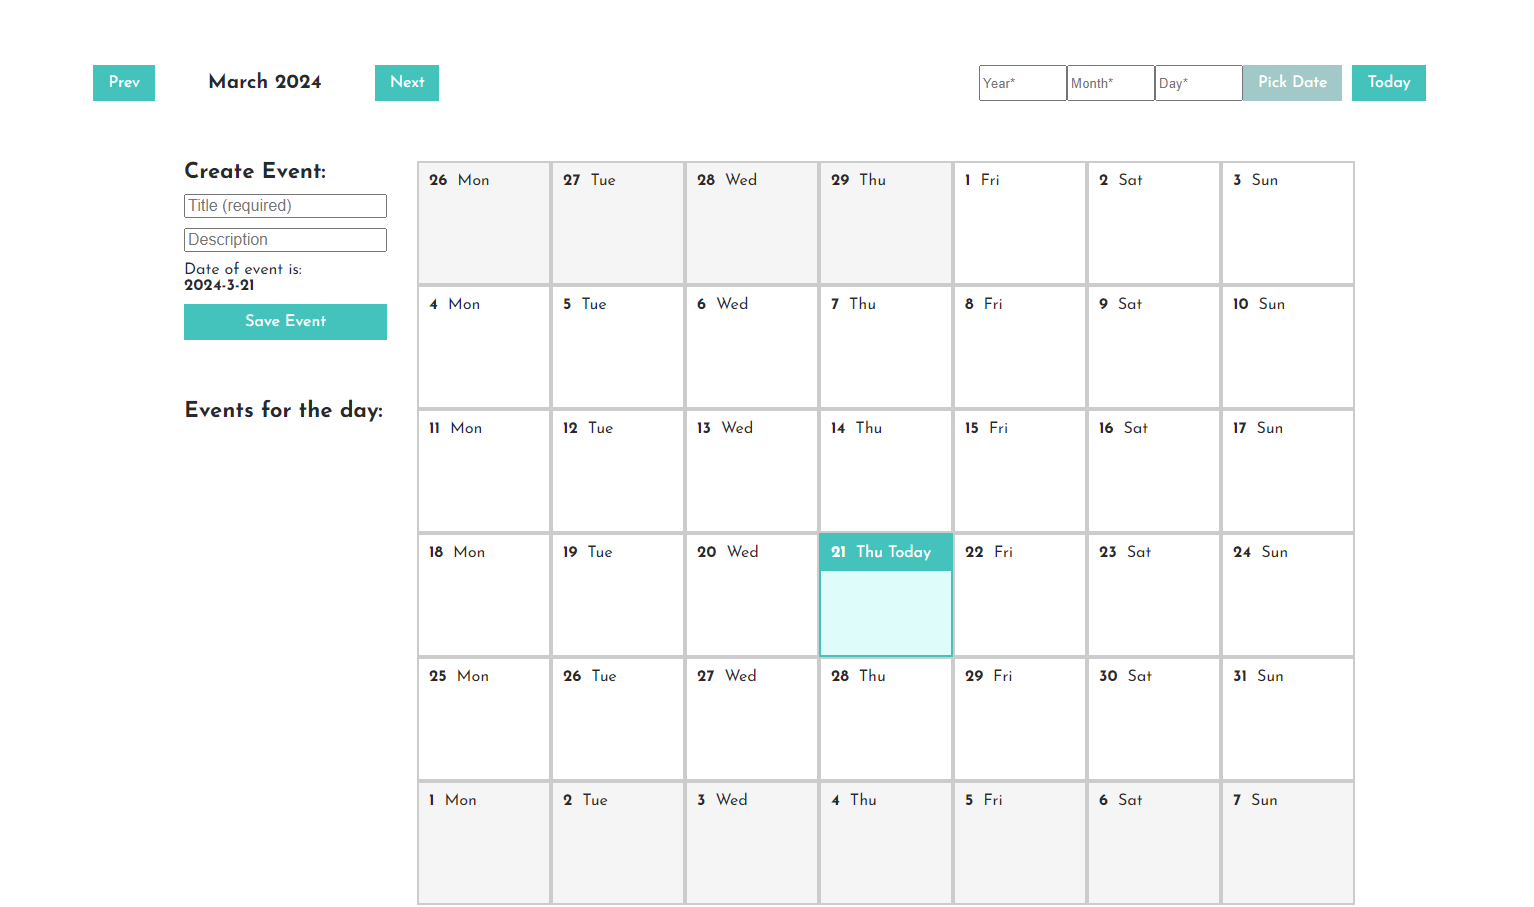 Prev March 2024 Next Year* Month* Day* Pick Date Today
Create Event:
Title (required)
Description
Date of event is:
2024-3-21
Save Event
Events for the day:
26 Mon 27 Tue 28 Wed 29 Thu 1 Fri 2 Sat 3 Sun
4 Mon 5 Tue 6 Wed 7 Thu 8 Fri 9 Sat 10 Sun
11 Mon 12 Tue 13 Wed 14 Thu 15 Fri 16 Sat 17 Sun
18 Mon 19 Tue 20 Wed 21 Thu Today 22 Fri 23 Sat 24 Sun
25 Mon 26 Tue 27 Wed 28 Thu 29 Fri 30 Sat 31 Sun
1 Mon 2 Tue 3 Wed 4 Thu 5 Fri 6 Sat 7 Sun